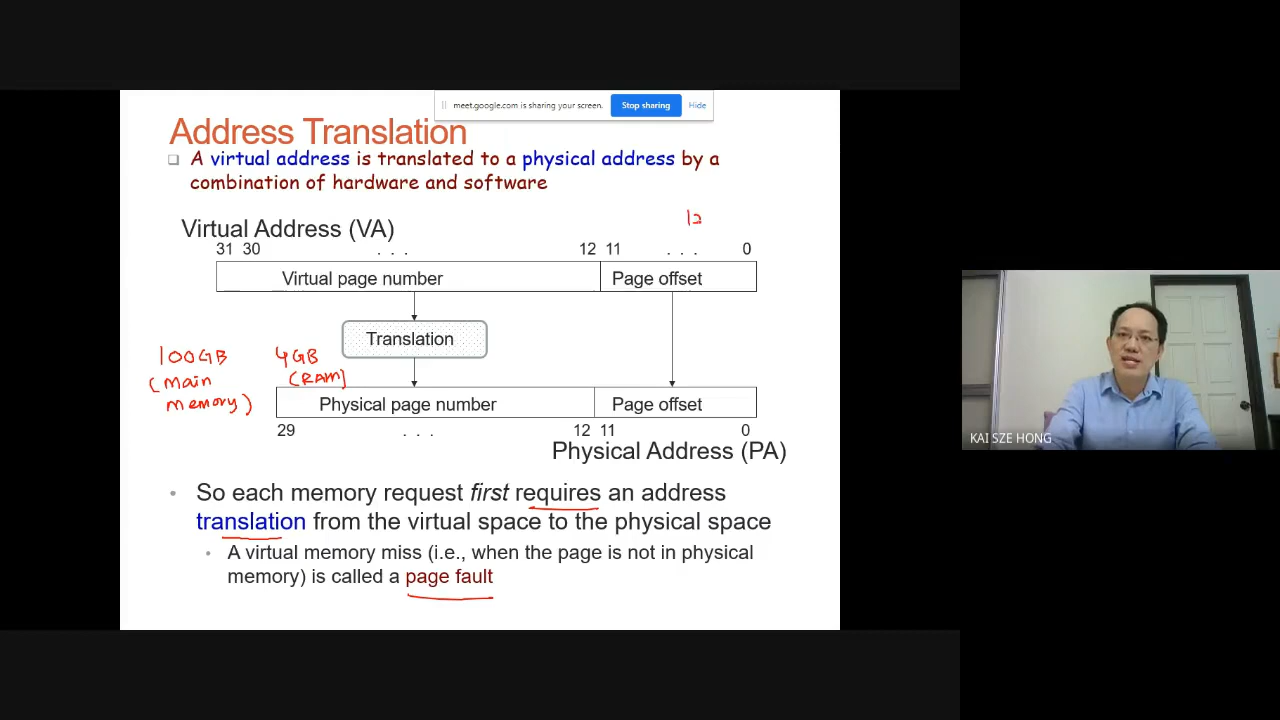 meet.google.com is sharing your screen. Stop sharing Hide
Address Translation
A virtual address is translated to a physical address by a
combination of hardware and software
12
Virtual Address (VA)
31 30 . . . 12 11 . . . 0
Virtual page number Page offset
Translation
100GB 4GB
(main (RAM)
memory)
Physical page number Page offset
29 . . . 12 11 0
Physical Address (PA)
So each memory request first requires an address
translation from the virtual space to the physical space
A virtual memory miss (i.e., when the page is not in physical
memory) is called a page fault
KAI SZE HONG